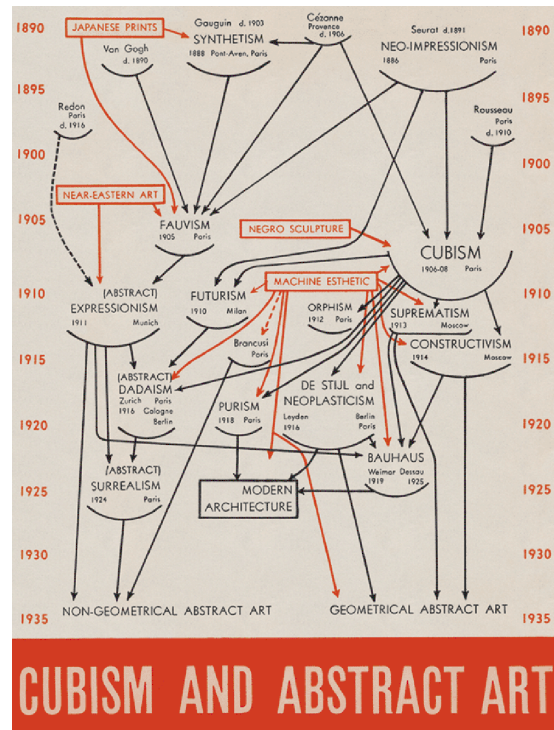 1890
JAPANESE PRINTS
Gauguin d. 1903
SYNTHETISM
1888 Pont-Aven, Paris
Cézanne
Provence
d. 1906
Seurat d.1891
NEO-IMPRESSIONISM
1886 Paris
1890
Van Gogh
d. 1890
1895
1895
Redon
Paris
d. 1916
Rousseau
Paris
d. 1910
1900
1900
NEAR-EASTERN ART
1905
FAUVISM
1905 Paris
NEGRO SCULPTURE
CUBISM
1906-08 Paris
1905
1910
(ABSTRACT)
EXPRESSIONISM
1911 Munich
FUTURISM
1910 Milan
MACHINE ESTHETIC
ORPHISM
1912 Paris
SUPREMATISM
1913 Moscow
1910
Brancusi
Paris
CONSTRUCTIVISM
1914 Moscow
1915
1915
(ABSTRACT)
DADAISM
Zurich Paris
1916 Cologne
Berlin
PURISM
1918 Paris
DE STIJL and
NEOPLASTICISM
Leyden Berlin
1916 Paris
1920
1920
(ABSTRACT)
SURREALISM
1924 Paris
BAUHAUS
Weimar Dessau
1919 1925
1925
MODERN
ARCHITECTURE
1925
1930
1930
NON-GEOMETRICAL ABSTRACT ART
GEOMETRICAL ABSTRACT ART
1935
1935
CUBISM AND ABSTRACT ART